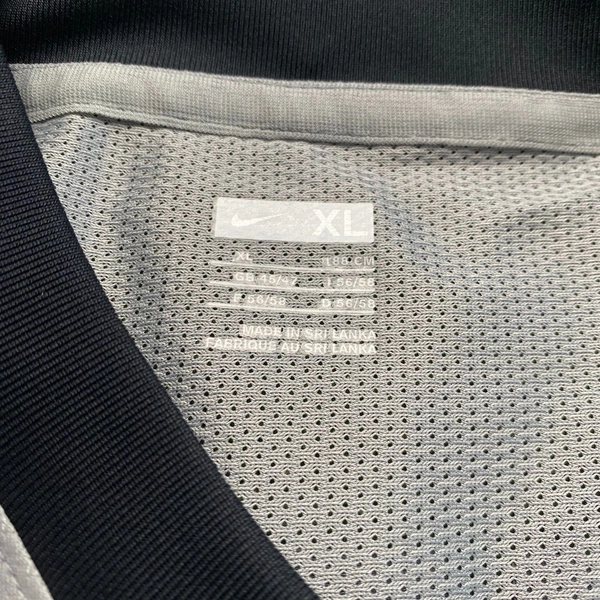 XL
XL 188 CM
GB 45/47 I 56/58
F 56/58 D 56/58
MADE IN SRI LANKA
FABRIQUE AU SRI LANKA